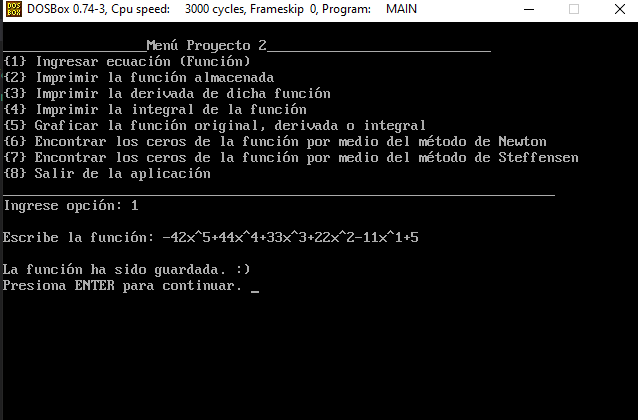 DOSBox 0.74-3, Cpu speed: 3000 cycles, Frameskip 0, Program: MAIN
__________________Menú Proyecto 2____________________________
{1} Ingresar ecuación (Función)
{2} Imprimir la función almacenada
{3} Imprimir la derivada de dicha función
{4} Imprimir la integral de la función
{5} Graficar la función original, derivada o integral
{6} Encontrar los ceros de la función por medio del método de Newton
{7} Encontrar los ceros de la función por medio del método de Steffensen
{8} Salir de la aplicación
_____________________________________________________________________
Ingrese opción: 1
Escribe la función: -42x^5+44x^4+33x^3+22x^2-11x^1+5
La función ha sido guardada. :)
Presiona ENTER para continuar. _